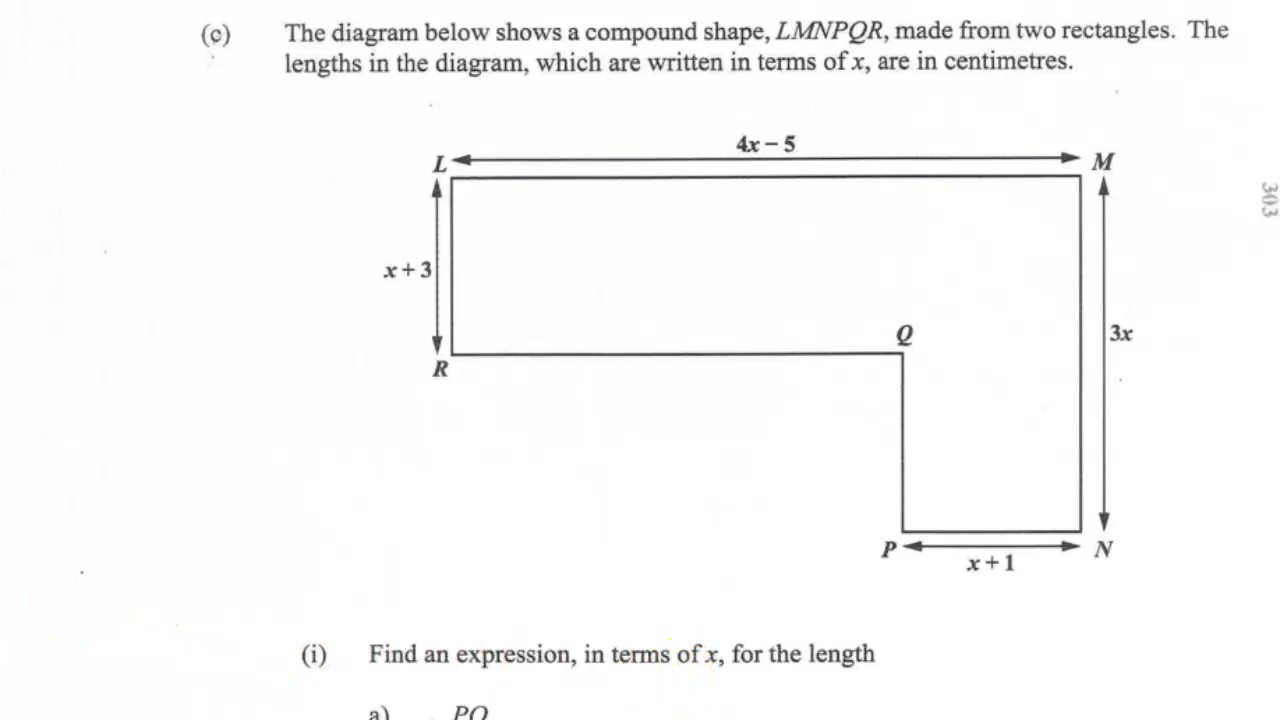 (c) The diagram below shows a compound shape, LMNPQR, made from two rectangles. The
lengths in the diagram, which are written in terms of x, are in centimetres.
4x – 5
L
M
303
x + 3
Q
3x
R
P
N
x + 1
(i) Find an expression, in terms of x, for the length
a) PQ